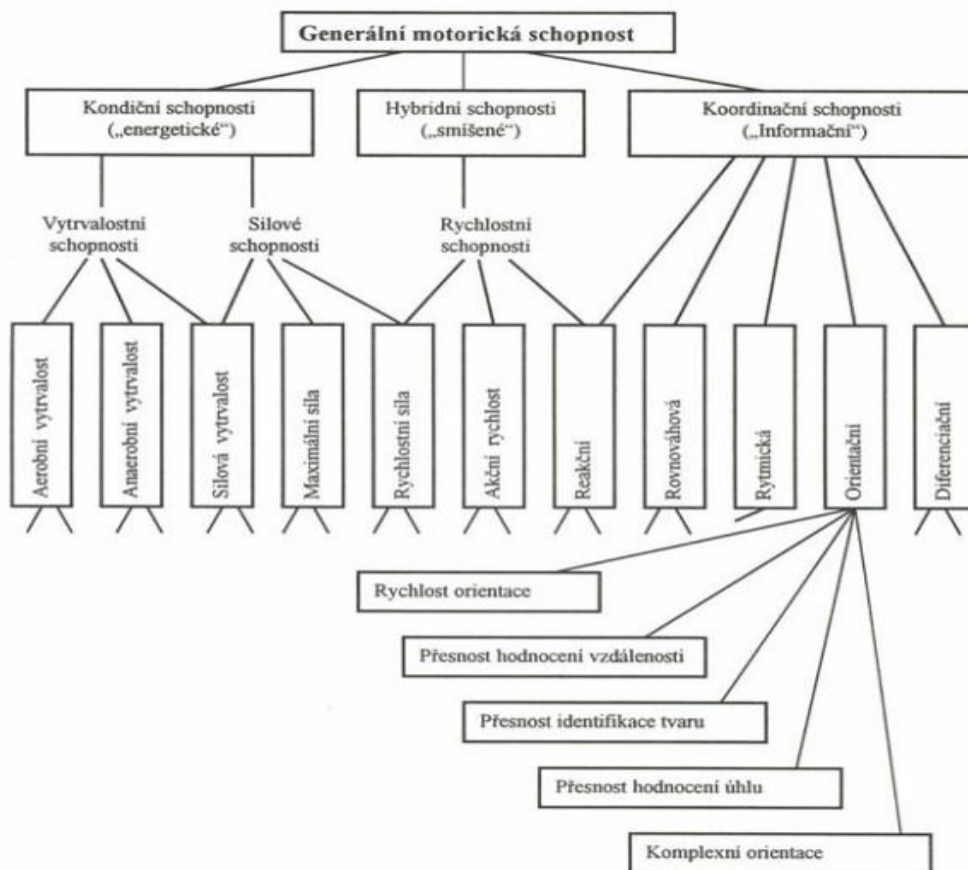 Generální motorická schopnost
Kondiční schopnosti
(„energetické“)
Hybridní schopnosti
(„smíšené“)
Koordinační schopnosti
(„Informační“)
Vytrvalostní
schopnosti
Silové
schopnosti
Rychlostní
schopnosti
Aerobní vytrvalost
Anaerobní vytrvalost
Silová vytrvalost
Maximální síla
Rychlostní síla
Akční rychlost
Reakční
Rovnováhová
Rytmická
Orientační
Diferenciační
Rychlost orientace
Přesnost hodnocení vzdálenosti
Přesnost identifikace tvaru
Přesnost hodnocení úhlu
Komplexní orientace